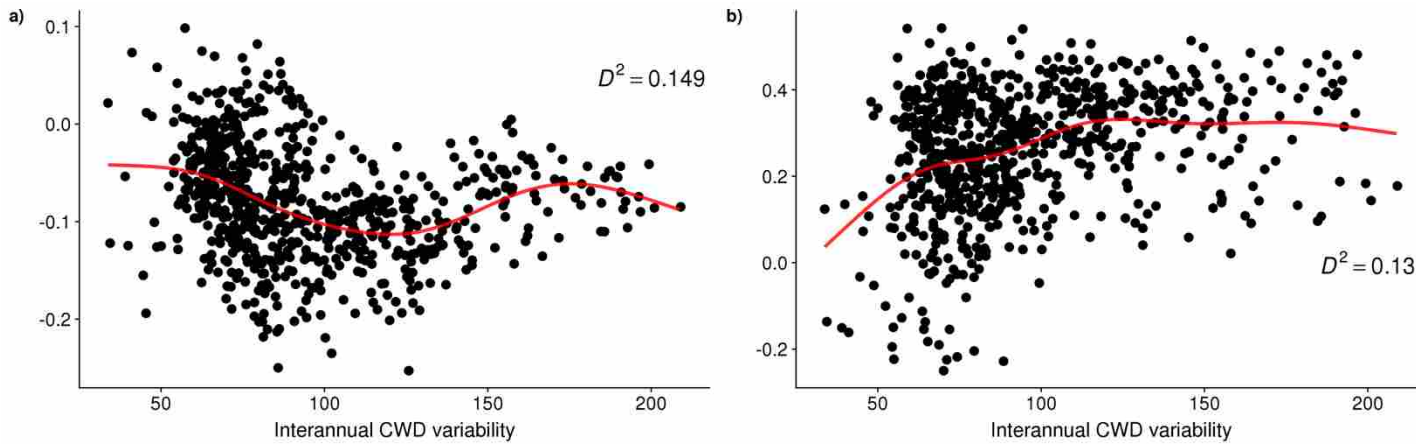 a)
0.1
0.0
-0.1
-0.2
D² = 0.149
50 100 150 200
Interannual CWD variability
b)
0.4
0.2
0.0
-0.2
D² = 0.13
50 100 150 200
Interannual CWD variability